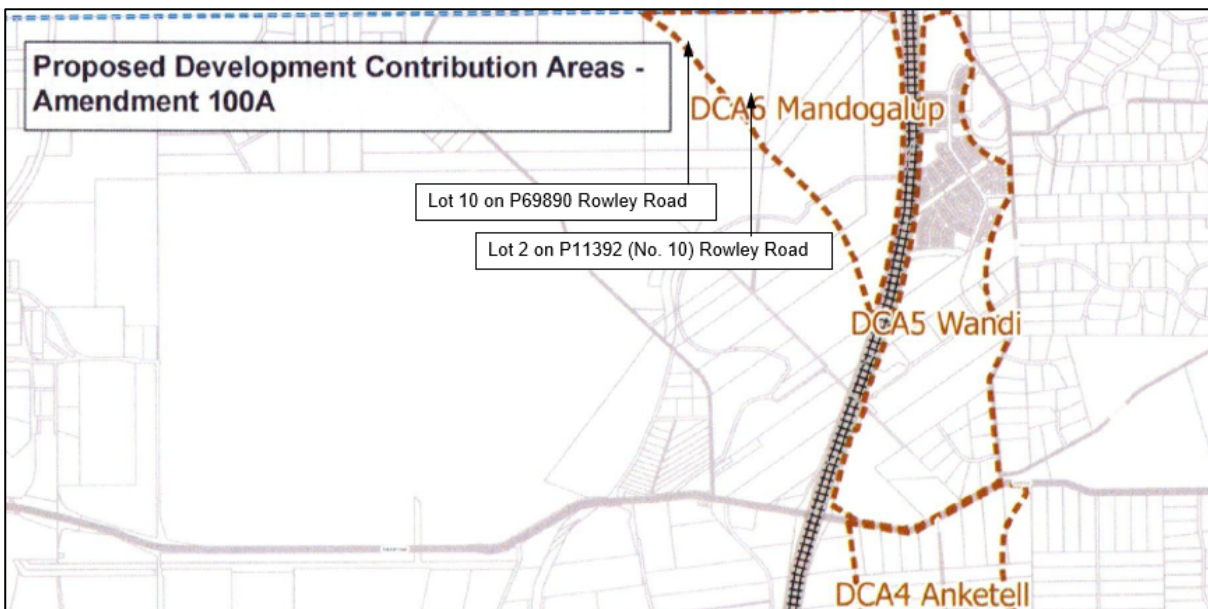 Proposed Development Contribution Areas -
Amendment 100A
DCA6 Mandogalup
Lot 10 on P69890 Rowley Road
Lot 2 on P11392 (No. 10) Rowley Road
DCA5 Wandi
DCA4 Anketell